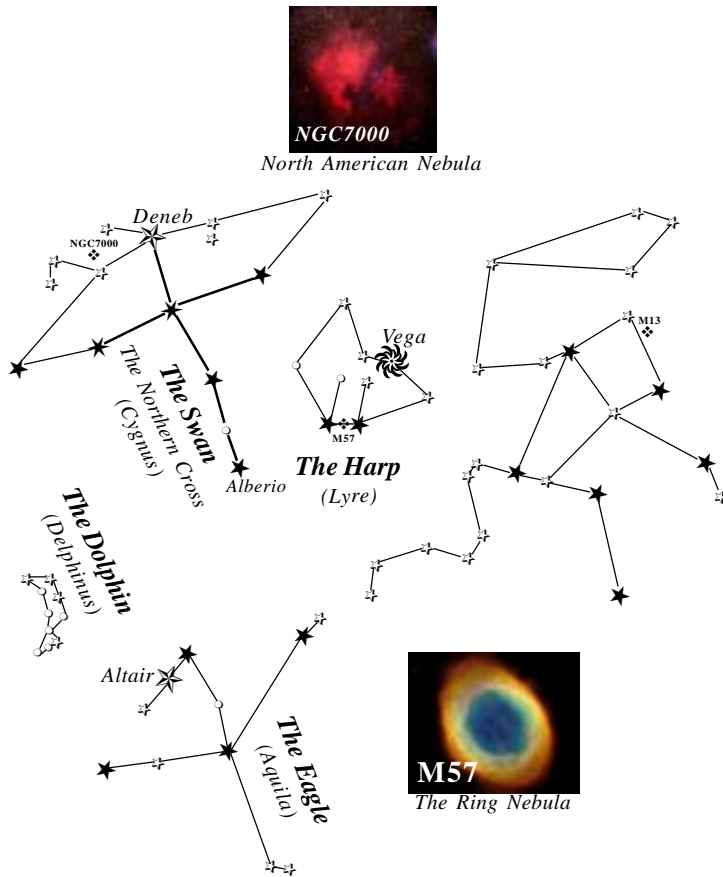 NGC7000
North American Nebula
Deneb
NGC7000
M13
Vega
The Swan
The Northern Cross
(Cygnus)
M57
Alberio
The Harp
(Lyre)
The Dolphin
(Delphinus)
Altair
The Eagle
(Aquila)
M57
The Ring Nebula